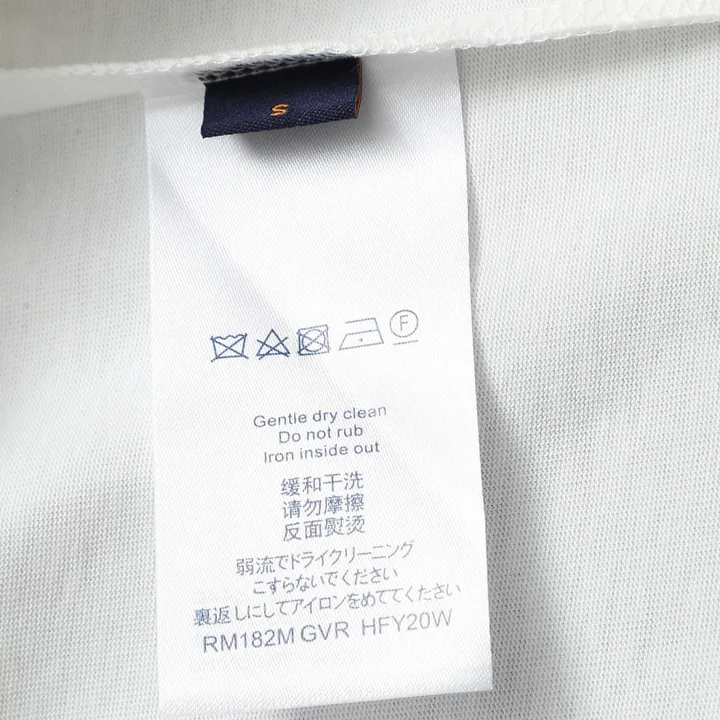 S
F
Gentle dry clean
Do not rub
Iron inside out
缓和干洗
请勿摩擦
反面熨烫
弱流でドライクリーニング
こすらないでください
裏返しにしてアイロンをめててください
RM182M GVR HFY20W